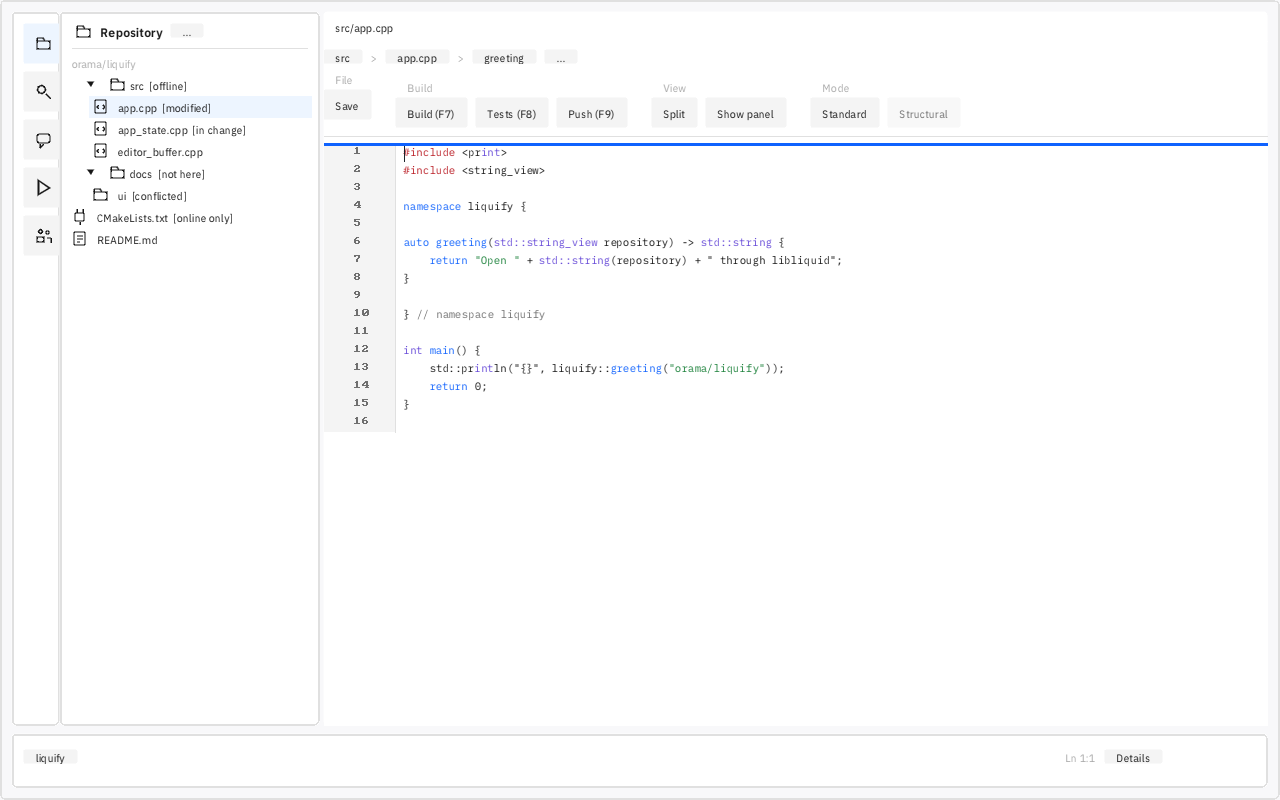 Repository ...
orama/liquify
src [offline]
app.cpp [modified]
app_state.cpp [in change]
editor_buffer.cpp
docs [not here]
ui [conflicted]
CMakeLists.txt [online only]
README.md
src/app.cpp
src > app.cpp > greeting ...
File
Save
Build
Build (F7) Tests (F8) Push (F9)
View
Split Show panel
Mode
Standard Structural
1 #include <print>
2 #include <string_view>
3
4 namespace liquify {
5
6 auto greeting(std::string_view repository) -> std::string {
7     return "Open " + std::string(repository) + " through libliquid";
8 }
9
10 } // namespace liquify
11
12 int main() {
13     std::println("{}", liquify::greeting("orama/liquify"));
14     return 0;
15 }
16
liquify
Ln 1:1 Details